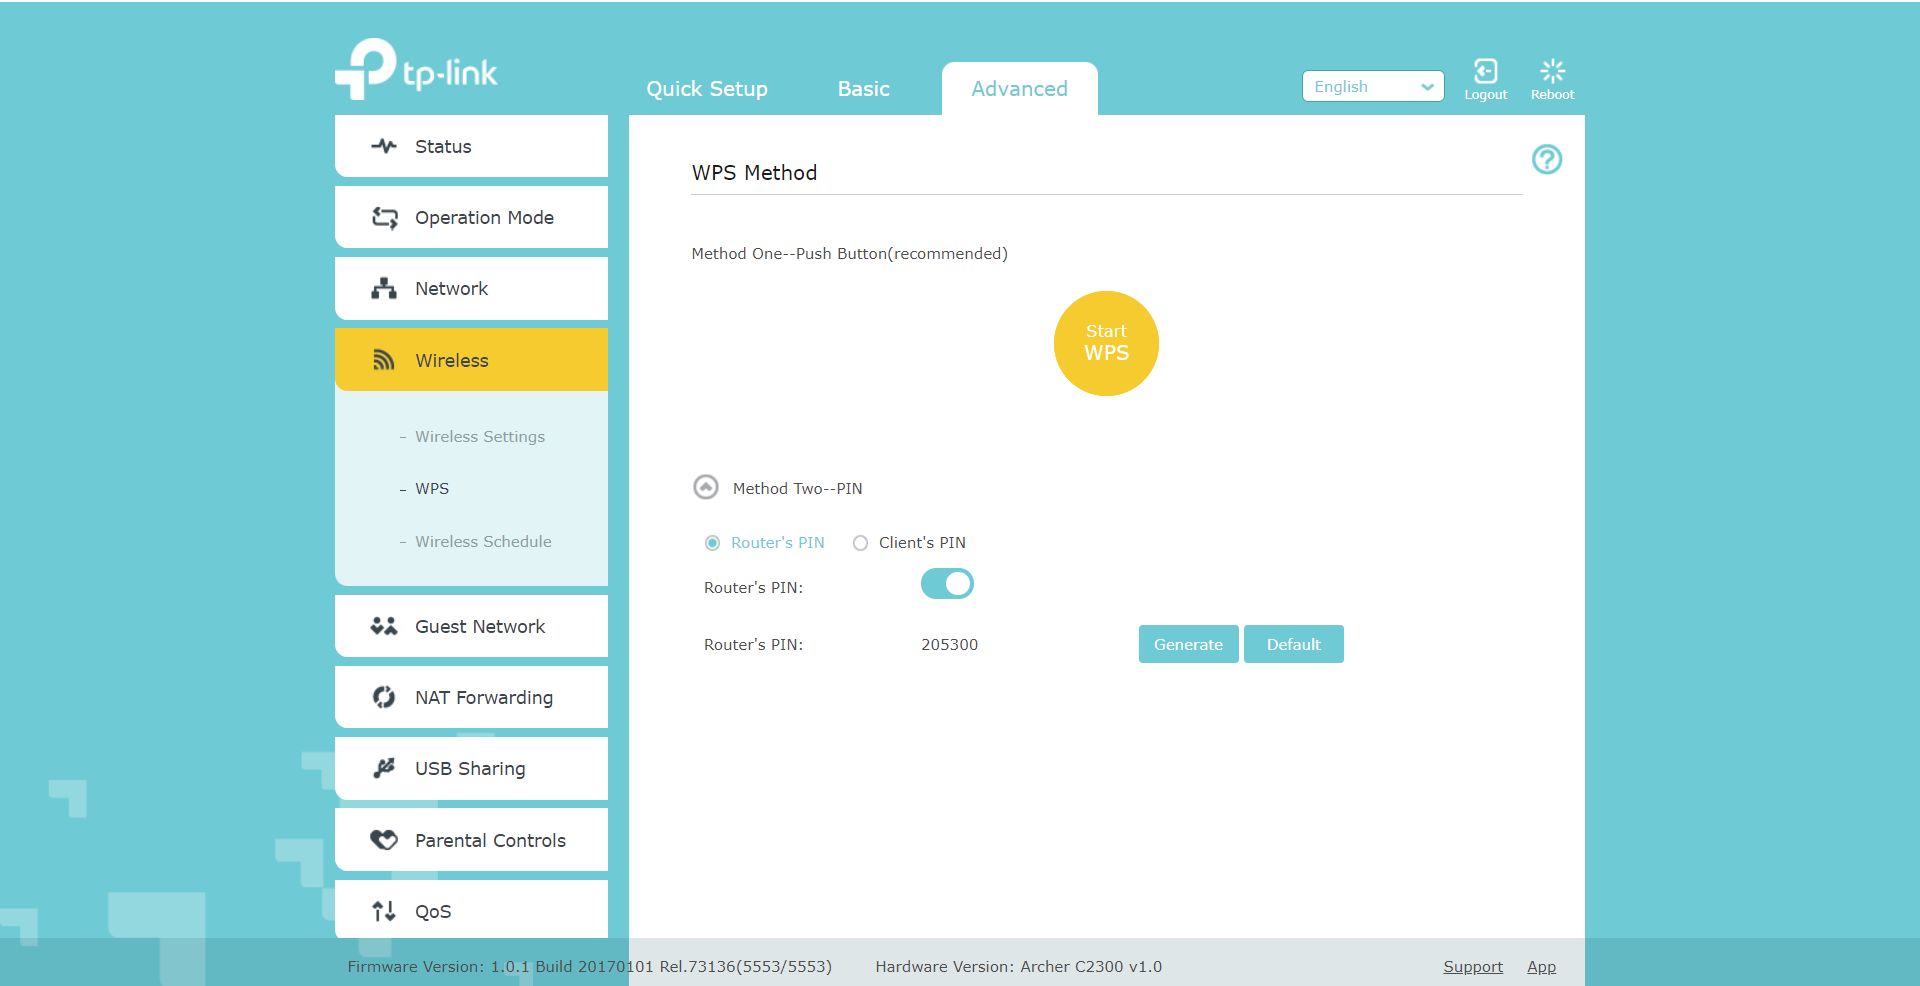 tp-link
Quick Setup
Basic
Advanced
English
Logout
Reboot
Status
Operation Mode
Network
Wireless
– Wireless Settings
– WPS
– Wireless Schedule
Guest Network
NAT Forwarding
USB Sharing
Parental Controls
QoS
WPS Method
?
Method One--Push Button(recommended)
Start
WPS
Method Two--PIN
Router's PIN
Client's PIN
Router's PIN:
Router's PIN: 205300 Generate Default
Firmware Version: 1.0.1 Build 20170101 Rel.73136(5553/5553) Hardware Version: Archer C2300 v1.0 Support App